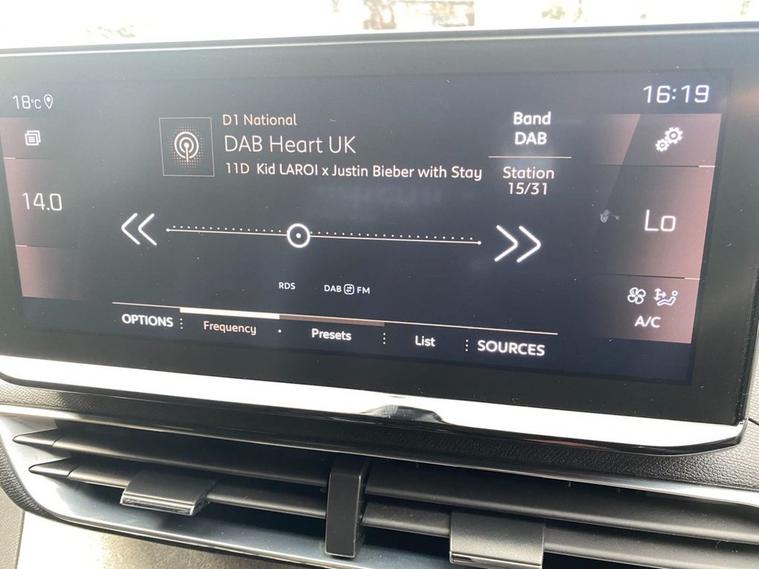 18°C
16:19
D1 National
DAB Heart UK
11D Kid LAROI x Justin Bieber with Stay
Band
DAB
Station
15/31
14.0
Lo
RDS
DAB FM
A/C
OPTIONS
Frequency
Presets
List
SOURCES